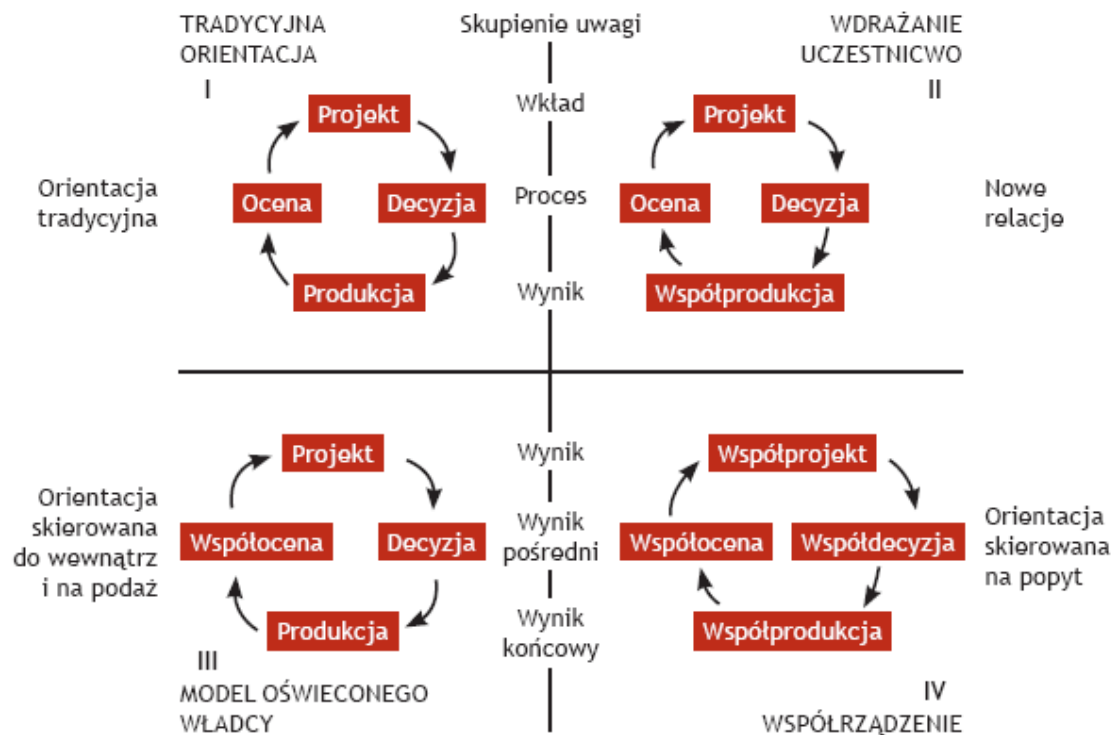 TRADYCYJNA
ORIENTACJA
I
Skupienie uwagi
WDRAŻANIE
UCZESTNICWO
II
Projekt
Wkład
Projekt
Orientacja
tradycyjna
Ocena
Decyzja
Proces
Ocena
Decyzja
Nowe
relacje
Produkcja
Wynik
Współprodukcja
Projekt
Wynik
Współprojekt
Orientacja
skierowana
do wewnątrz
i na podaż
Współocena
Decyzja
Wynik
pośredni
Współocena
Współdecyzja
Orientacja
skierowana
na popyt
Produkcja
Wynik
końcowy
Współprodukcja
III
MODEL OŚWIECONEGO
WŁADCY
IV
WSPÓŁRZĄDZENIE